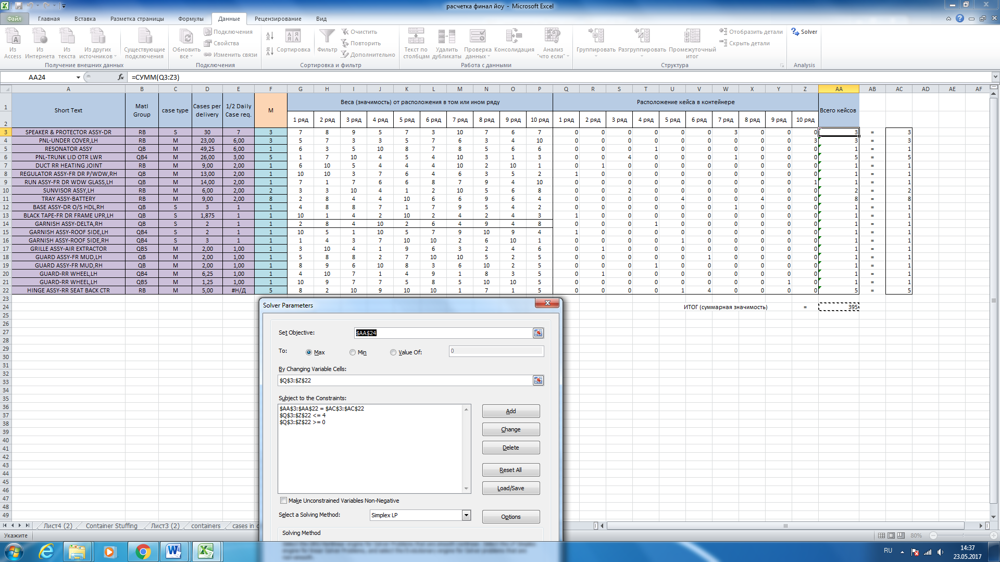 расчетка финал йоу - Microsoft Excel
Файл Главная Вставка Разметка страницы Формулы Данные Рецензирование Вид
Из Access Из Интернета Из текста Из других источников Существующие подключения Обновить все Подключения Свойства Изменить связи Сортировка Фильтр Очистить Повторить Дополнительно Текст по столбцам Удалить дубликаты Проверка данных Консолидация Анализ "что если" Группировать Разгруппировать Промежуточный итог Отобразить детали Скрыть детали Solver
Получение внешних данных Подключения Сортировка и фильтр Работа с данными Структура Analysis
AA24 fx =СУММ(Q3:Z3)
A B C D E F G H I J K L M N O P Q R S T U V W X Y Z AA AB AC AD AE AF
1 Short Text Matl Group case type Cases per delivery 1/2 Daily Case req. M Веса (значимость) от расположения в том или ином ряду Расположение кейса в контейнере Всего кейсов
2 1 ряд 2 ряд 3 ряд 4 ряд 5 ряд 6 ряд 7 ряд 8 ряд 9 ряд 10 ряд 1 ряд 2 ряд 3 ряд 4 ряд 5 ряд 6 ряд 7 ряд 8 ряд 9 ряд 10 ряд
3 SPEAKER & PROTECTOR ASSY-DR RB S 30 7 3 7 8 9 5 7 3 10 7 6 7 0 0 0 0 0 0 3 0 0 0 3 = 3
4 PNL-UNDER COVER,LH RB M 23,00 6,00 3 5 7 3 3 5 7 6 3 4 10 0 0 0 0 0 0 0 0 0 3 3 = 3
5 RESONATOR ASSY QB M 49,25 6,00 1 6 3 5 10 8 7 8 5 6 6 0 0 0 1 0 0 0 0 0 0 1 = 1
6 PNL-TRUNK LID OTR LWR QB4 M 26,00 3,00 5 1 7 10 4 5 4 10 3 1 3 0 0 4 0 0 0 1 0 0 0 5 = 5
7 DUCT RR HEATING JOINT RB M 9,00 2,00 1 6 10 5 4 4 4 10 2 10 1 0 1 0 0 0 0 0 0 0 0 1 = 1
8 REGULATOR ASSY-FR DR P/WDW,RH QB M 13,00 2,00 1 10 10 3 7 6 4 6 3 5 2 1 0 0 0 0 0 0 0 0 0 1 = 1
9 RUN ASSY-FR DR WDW GLASS,LH QB M 14,00 2,00 1 7 1 7 6 6 8 7 9 4 10 0 0 0 0 0 0 0 0 0 1 1 = 1
10 SUNVISOR ASSY,LH RB M 6,00 2,00 2 3 3 10 4 1 2 10 5 6 8 0 0 2 0 0 0 0 0 0 0 2 = 2
11 TRAY ASSY-BATTERY RB M 9,00 2,00 8 2 8 4 4 10 6 6 9 6 4 0 0 0 0 4 0 0 4 0 0 8 = 8
12 BASE ASSY-DR O/S HDL,RH QB S 3 1 1 4 8 8 7 1 7 9 5 4 2 0 0 0 0 0 0 1 0 0 0 1 = 1
13 BLACK TAPE-FR DR FRAME UPR,LH QB S 1,875 1 1 10 1 4 2 10 2 4 2 4 3 1 0 0 0 0 0 0 0 0 0 1 = 1
14 GARNISH ASSY-DELTA,RH QB S 2 1 1 2 8 4 10 2 6 4 9 4 8 0 0 0 1 0 0 0 0 0 0 1 = 1
15 GARNISH ASSY-ROOF SIDE,LH QB4 S 2 1 1 10 5 1 10 5 7 9 10 9 4 1 0 0 0 0 0 0 0 0 0 1 = 1
16 GARNISH ASSY-ROOF SIDE,RH QB4 S 3 1 1 1 4 3 7 10 10 2 6 10 1 0 0 0 0 1 0 0 0 0 0 1 = 1
17 GRILLE ASSY-AIR EXTRACTOR QB5 M 2,00 1,00 1 3 10 4 1 9 6 3 2 4 6 0 1 0 0 0 0 0 0 0 0 1 = 1
18 GUARD ASSY-FR MUD,LH QB M 2,00 1,00 1 5 8 8 2 7 10 10 5 2 5 0 0 0 0 0 1 0 0 0 0 1 = 1
19 GUARD ASSY-FR MUD,RH QB M 2,00 1,00 1 8 9 6 10 8 3 6 10 2 5 0 0 0 1 0 0 0 0 0 0 1 = 1
20 GUARD-RR WHEEL,LH QB4 M 6,25 1,00 1 4 10 7 1 4 9 1 8 3 5 0 1 0 0 0 0 0 0 0 0 1 = 1
21 GUARD-RR WHEEL,LH QB5 M 1,25 1,00 1 10 9 7 7 5 8 5 10 10 5 0 0 0 0 0 0 0 0 1 0 1 = 1
22 HINGE ASSY-RR SEAT BACK CTR RB M 5,00 #Н/Д 5 8 2 10 9 10 10 1 7 1 5 0 0 0 0 1 4 0 0 0 0 5 = 5
23
24 ИТОГ (суммарная значимость) = 395
25
26
27
28
29
30
31
32
33
34
35
36
37
38
39
40
41
42
43
44
45
46
47
48
49
Solver Parameters
Set Objective: $AA$24
To: Max Min Value Of: 0
By Changing Variable Cells:
$Q$3:$Z$22
Subject to the Constraints:
$AA$3:$AA$22 = $AC$3:$AC$22
$Q$3:$Z$22 <= 4
$Q$3:$Z$22 >= 0
Add
Change
Delete
Reset All
Load/Save
Make Unconstrained Variables Non-Negative
Select a Solving Method: Simplex LP Options
Solving Method
Лист4 (2) Container Stuffing Лист3 (2) containers cases in c
Укажите 80%
RU 14:37
23.05.2017